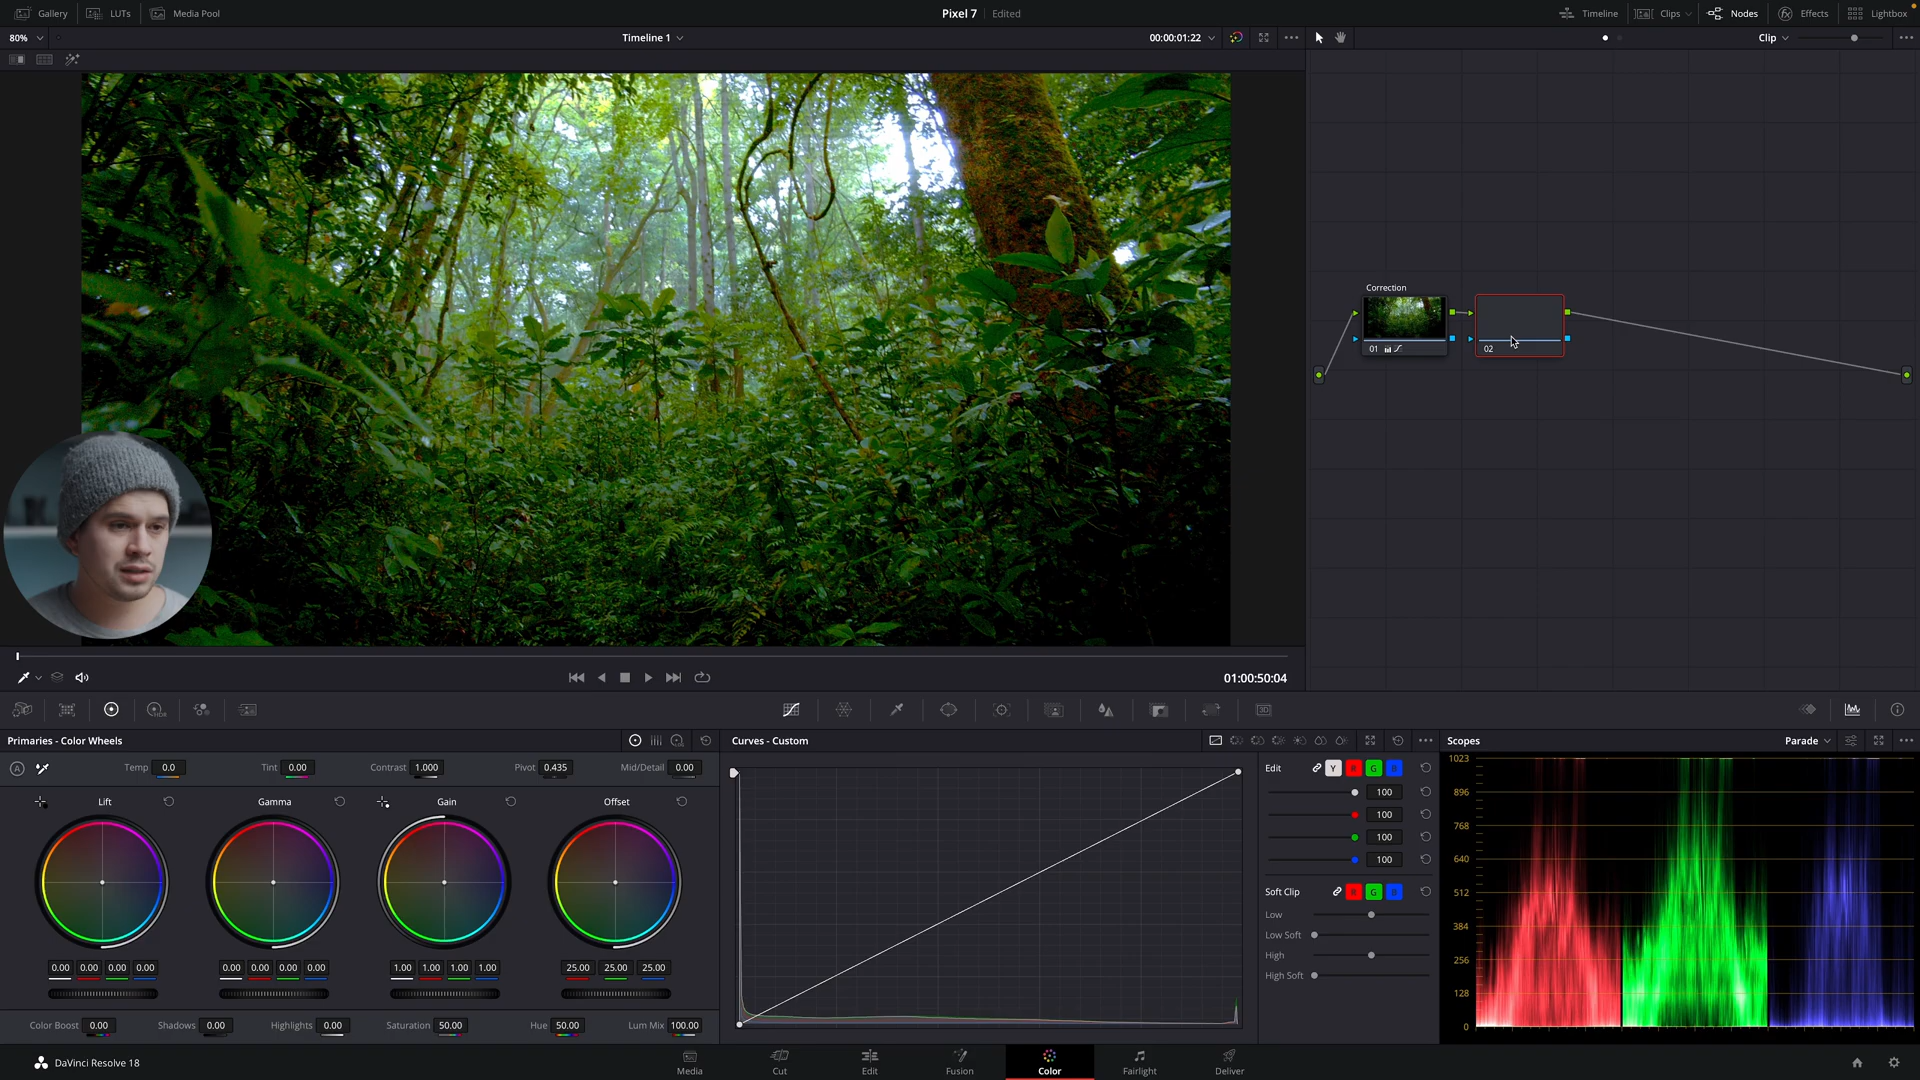 Gallery LUTs Media Pool Pixel 7 Edited Timeline Clips Nodes Effects Lightbox
80% Timeline 1 00:00:01:22 Clip
Correction
01 02
01:00:50:04
Primaries - Color Wheels Curves - Custom Scopes Parade
Temp 0.0 Tint 0.00 Contrast 1.000 Pivot 0.435 Mid/Detail 0.00
Lift Gamma Gain Offset
0.00 0.00 0.00 0.00 0.00 0.00 0.00 0.00 1.00 1.00 1.00 1.00 25.00 25.00 25.00
Color Boost 0.00 Shadows 0.00 Highlights 0.00 Saturation 50.00 Hue 50.00 Lum Mix 100.00
Edit Y R G B
100
100
100
100
Soft Clip R G B
Low
Low Soft
High
High Soft
1023
896
768
640
512
384
256
128
0
DaVinci Resolve 18 Media Cut Edit Fusion Color Fairlight Deliver